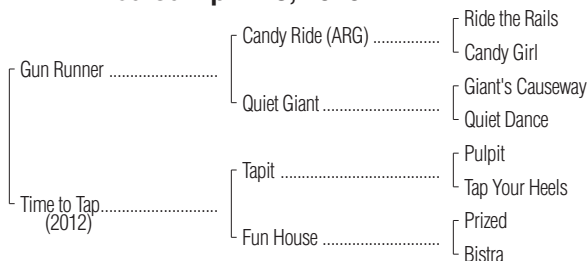 Ride the Rails
Candy Ride (ARG) ..................
Candy Girl
Gun Runner ........................
Giant's Causeway
Quiet Giant ..........................
Quiet Dance
Pulpit
Tapit ...................................
Tap Your Heels
Time to Tap..........................
(2012)
Prized
Fun House ..........................
Bistra